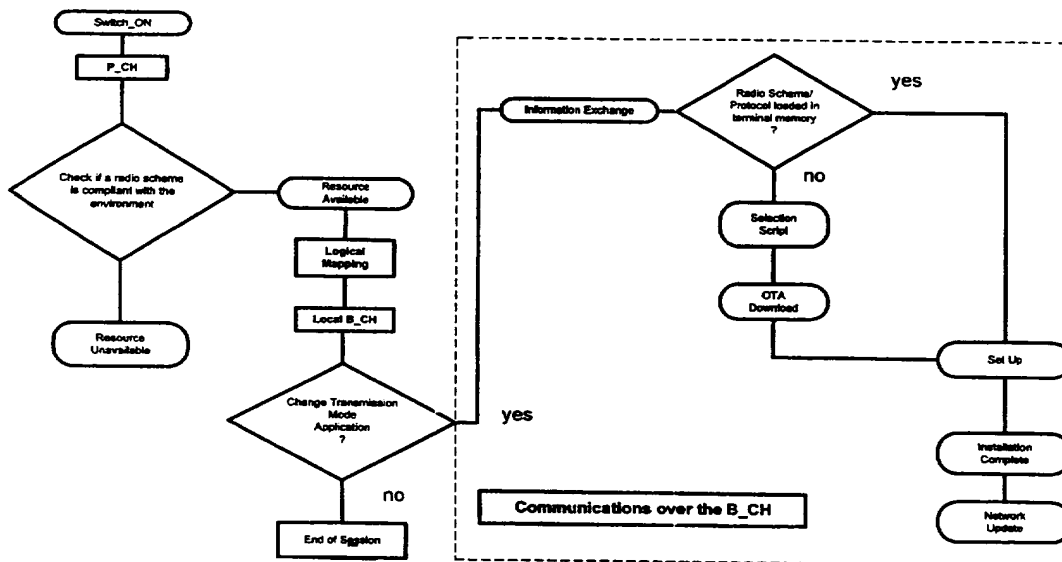 Switch_ON
P_CH
Check if a radio scheme
is compliant with the
environment
Resource
Unavailable
Resource
Available
Logical
Mapping
Local B_CH
Change Transmission
Mode
Application
?
yes
no
End of Session
Information Exchange
Radio Scheme/
Protocol loaded in
terminal memory
?
yes
no
Selection
Script
OTA
Download
Set Up
Installation
Complete
Network
Update
Communications over the B_CH